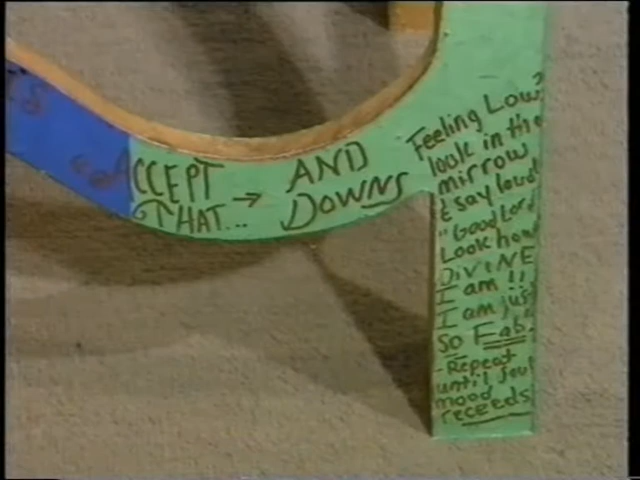 ACCEPT → AND
THAT... DOWNS
Feeling Low?
look in the
mirrow
& say loud
"Good Lord
Look how
DiViNE
I am !!
I am just
SO Fab."
-Repeat
until foul
mood
receeds